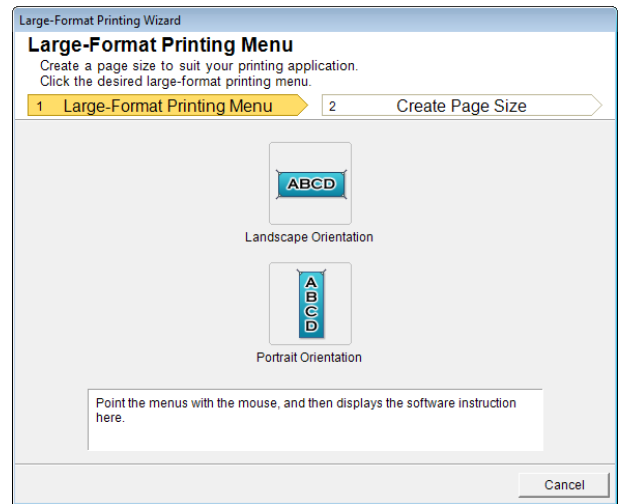 Large-Format Printing Wizard
Large-Format Printing Menu
Create a page size to suit your printing application.
Click the desired large-format printing menu.
1 Large-Format Printing Menu 2 Create Page Size
ABCD
Landscape Orientation
A
B
C
D
Portrait Orientation
Point the menus with the mouse, and then displays the software instruction
here.
Cancel